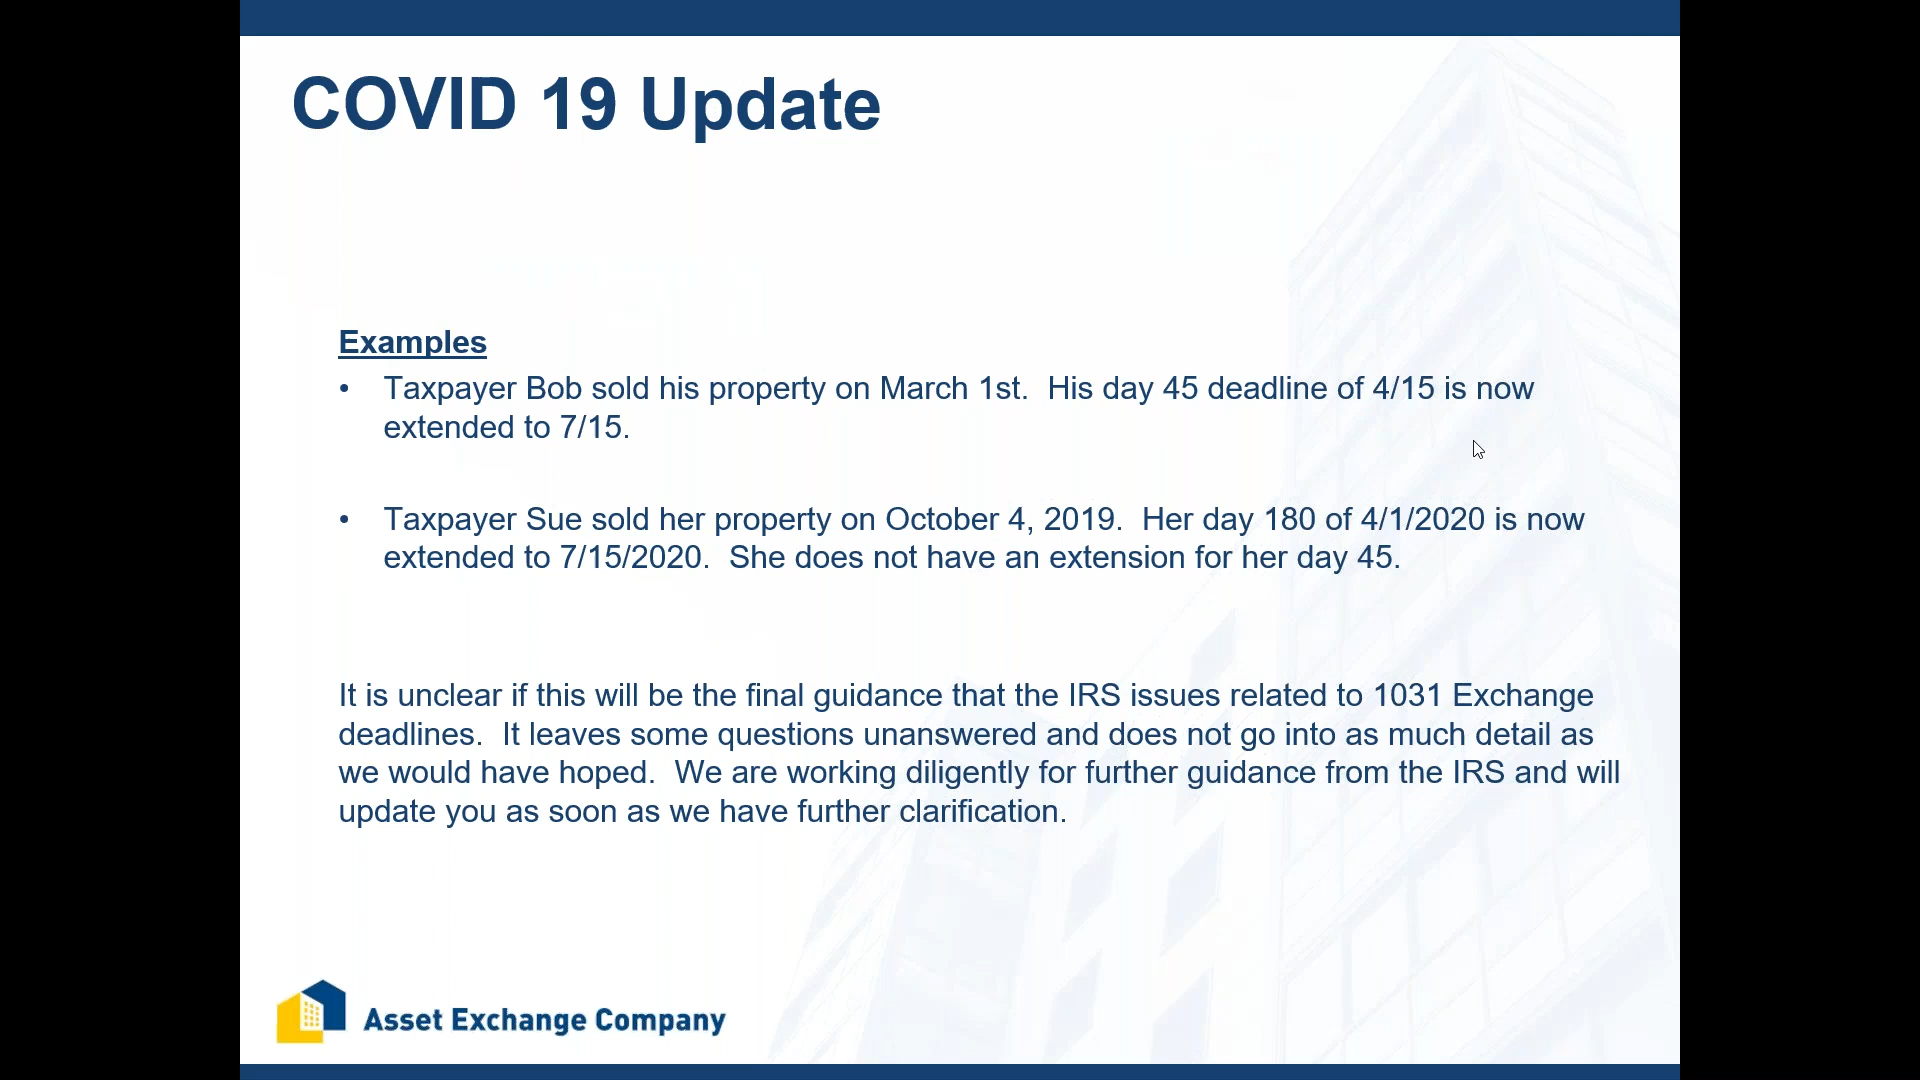 COVID 19 Update
Examples
• Taxpayer Bob sold his property on March 1st.  His day 45 deadline of 4/15 is now
extended to 7/15.
• Taxpayer Sue sold her property on October 4, 2019.  Her day 180 of 4/1/2020 is now
extended to 7/15/2020.  She does not have an extension for her day 45.
It is unclear if this will be the final guidance that the IRS issues related to 1031 Exchange
deadlines.  It leaves some questions unanswered and does not go into as much detail as
we would have hoped.  We are working diligently for further guidance from the IRS and will
update you as soon as we have further clarification.
Asset Exchange Company